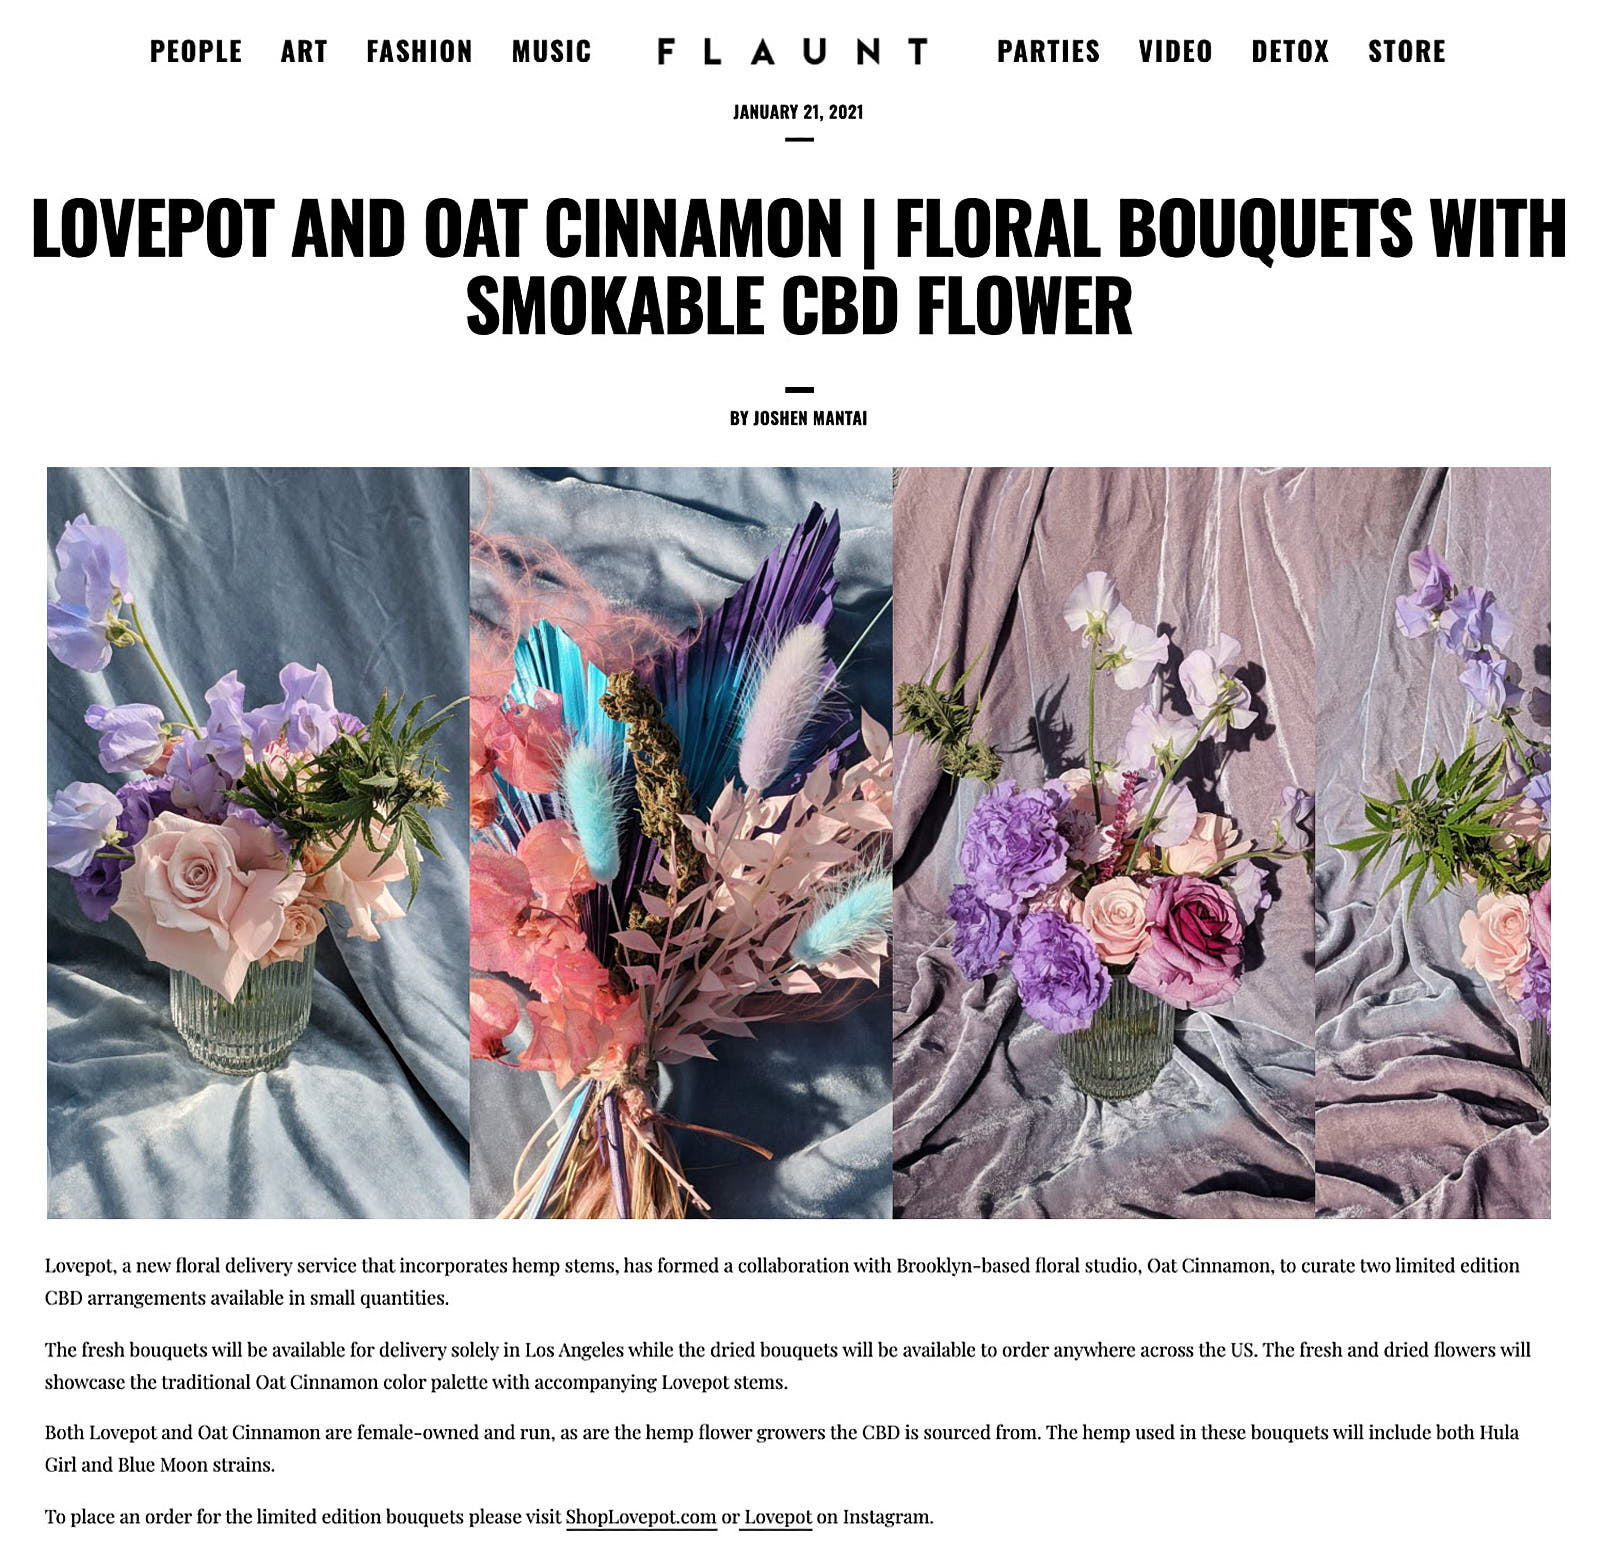 PEOPLE ART FASHION MUSIC FLAUNT PARTIES VIDEO DETOX STORE
JANUARY 21, 2021
LOVEPOT AND OAT CINNAMON | FLORAL BOUQUETS WITH
SMOKABLE CBD FLOWER
BY JOSHEN MANTAI
Lovepot, a new floral delivery service that incorporates hemp stems, has formed a collaboration with Brooklyn-based floral studio, Oat Cinnamon, to curate two limited edition
CBD arrangements available in small quantities.
The fresh bouquets will be available for delivery solely in Los Angeles while the dried bouquets will be available to order anywhere across the US. The fresh and dried flowers will
showcase the traditional Oat Cinnamon color palette with accompanying Lovepot stems.
Both Lovepot and Oat Cinnamon are female-owned and run, as are the hemp flower growers the CBD is sourced from. The hemp used in these bouquets will include both Hula
Girl and Blue Moon strains.
To place an order for the limited edition bouquets please visit ShopLovepot.com or Lovepot on Instagram.